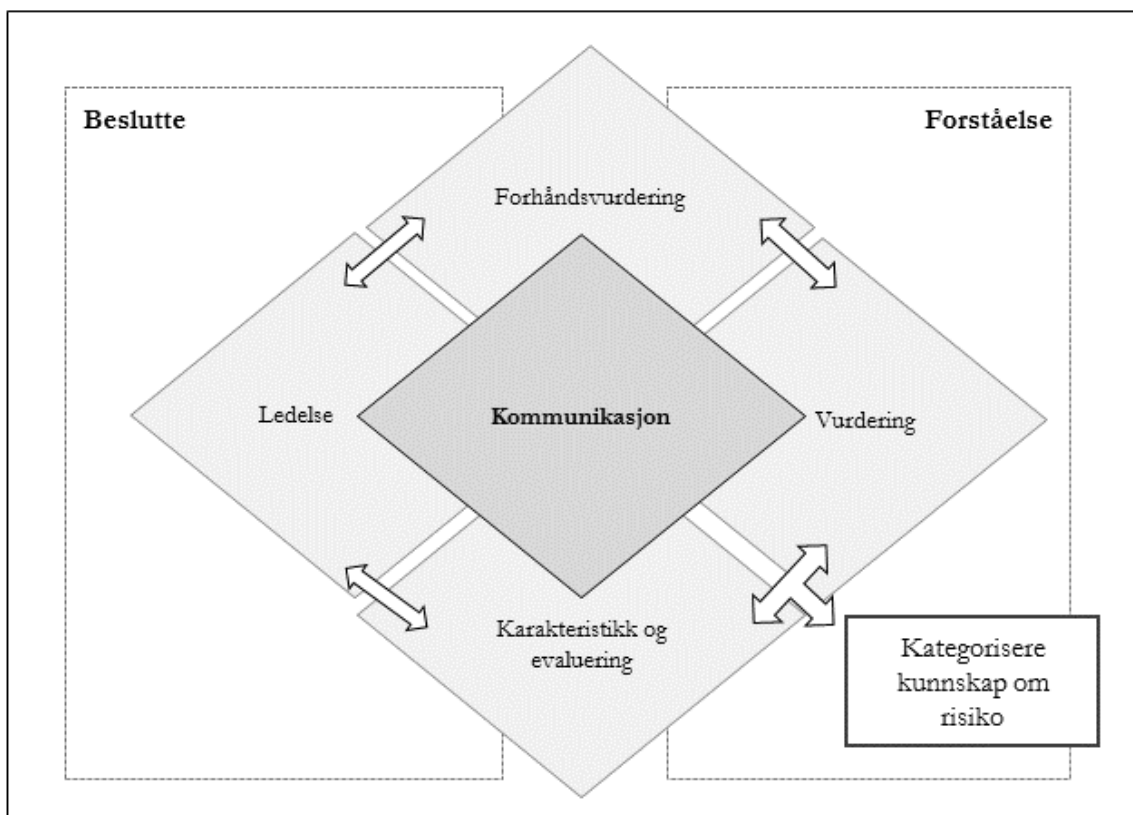 Beslutte
Forståelse
Forhåndsvurdering
Ledelse
Kommunikasjon
Vurdering
Karakteristikk og
evaluering
Kategorisere
kunnskap om
risiko